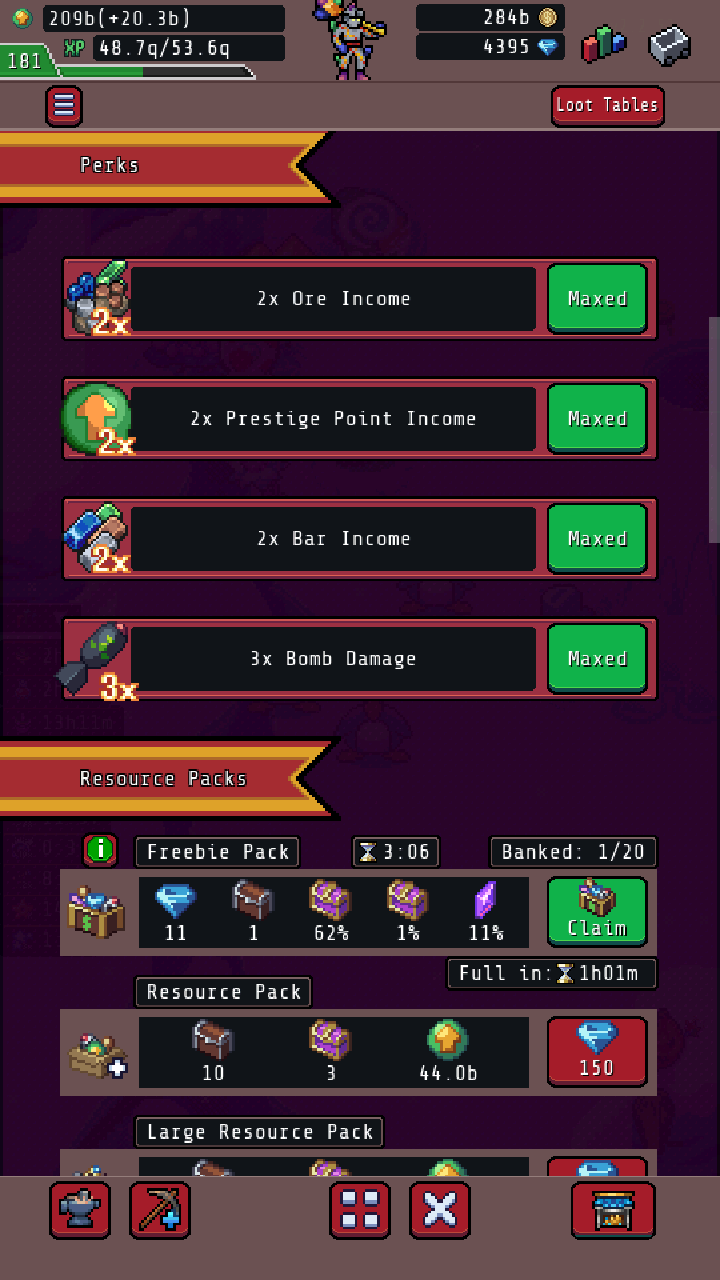 209b(+20.3b)
284b
XP 48.7q/53.6q
4395
181
Loot Tables
Perks
2x
2x Ore Income
Maxed
2x
2x Prestige Point Income
Maxed
2x
2x Bar Income
Maxed
3x
3x Bomb Damage
Maxed
Resource Packs
i
Freebie Pack
3:06
Banked: 1/20
11
1
62%
1%
11%
Claim
Full in: 1h01m
Resource Pack
10
3
44.0b
150
Large Resource Pack